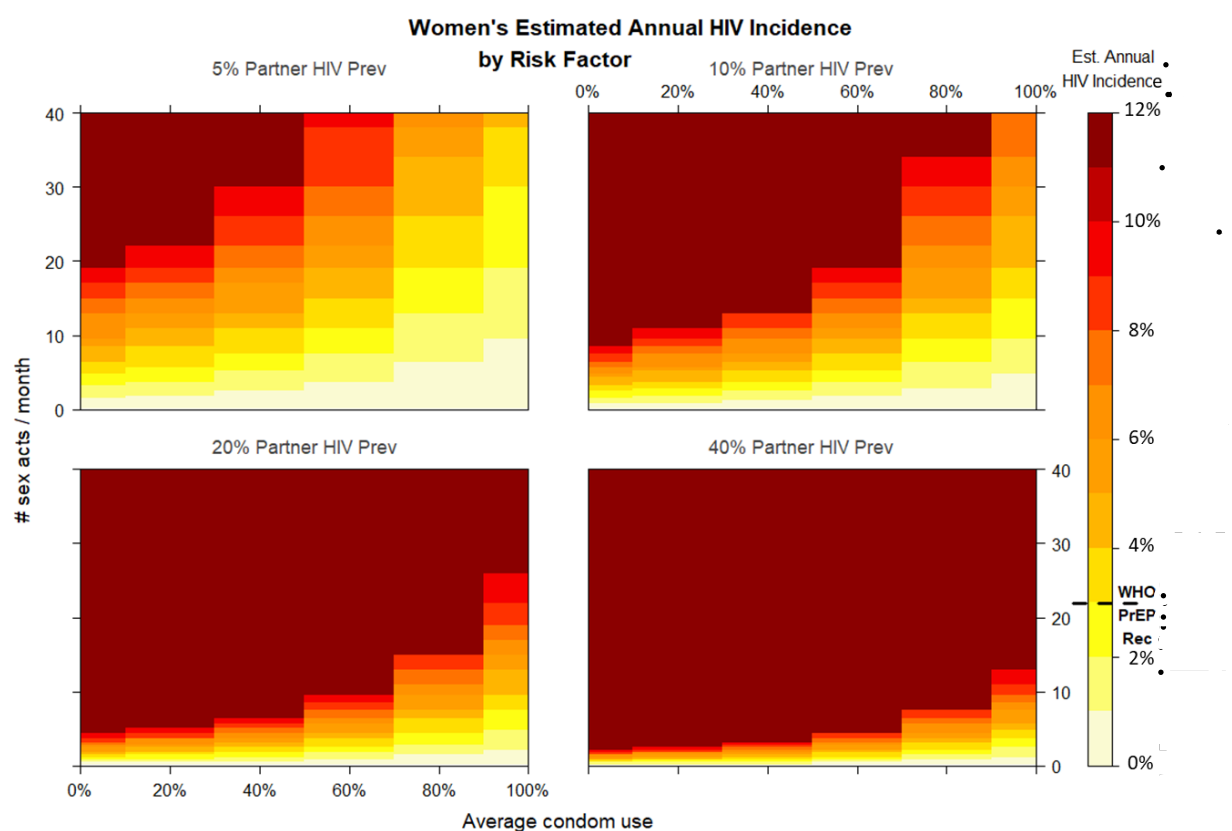 Women's Estimated Annual HIV Incidence
by Risk Factor
5% Partner HIV Prev
10% Partner HIV Prev
Est. Annual
HIV Incidence
0% 20% 40% 60% 80% 100%
40
30
20
10
0
12%
10%
8%
6%
4%
WHO
PrEP
Rec
2%
0%
# sex acts / month
20% Partner HIV Prev
40% Partner HIV Prev
40
30
20
10
0
0% 20% 40% 60% 80% 100%
Average condom use